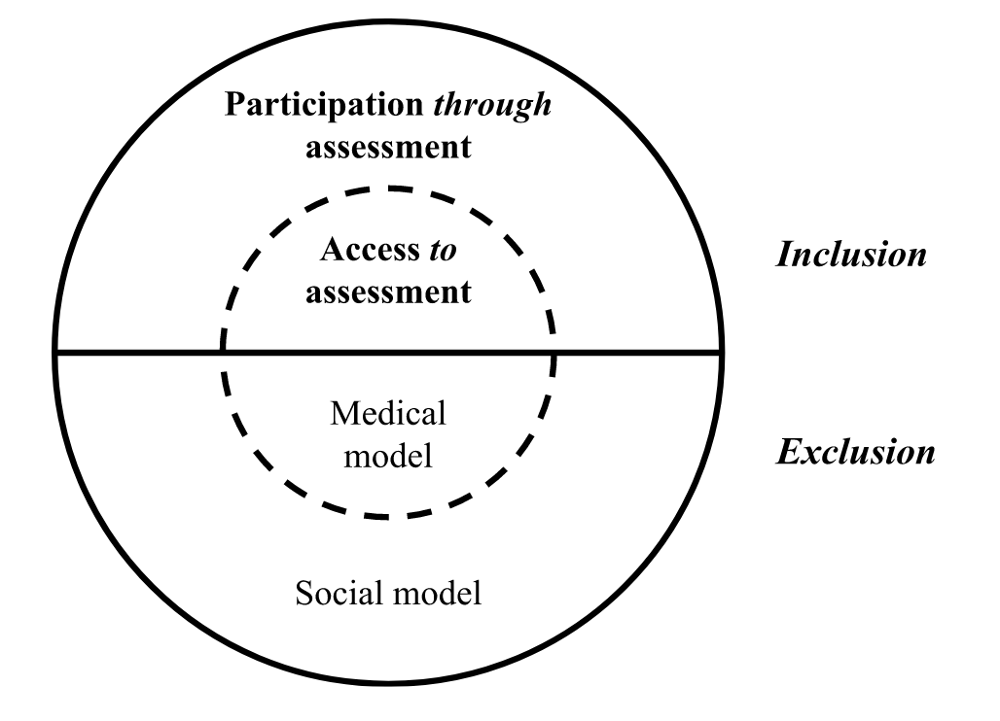 Participation through
assessment
Access to
assessment
Inclusion
Medical
model
Exclusion
Social model